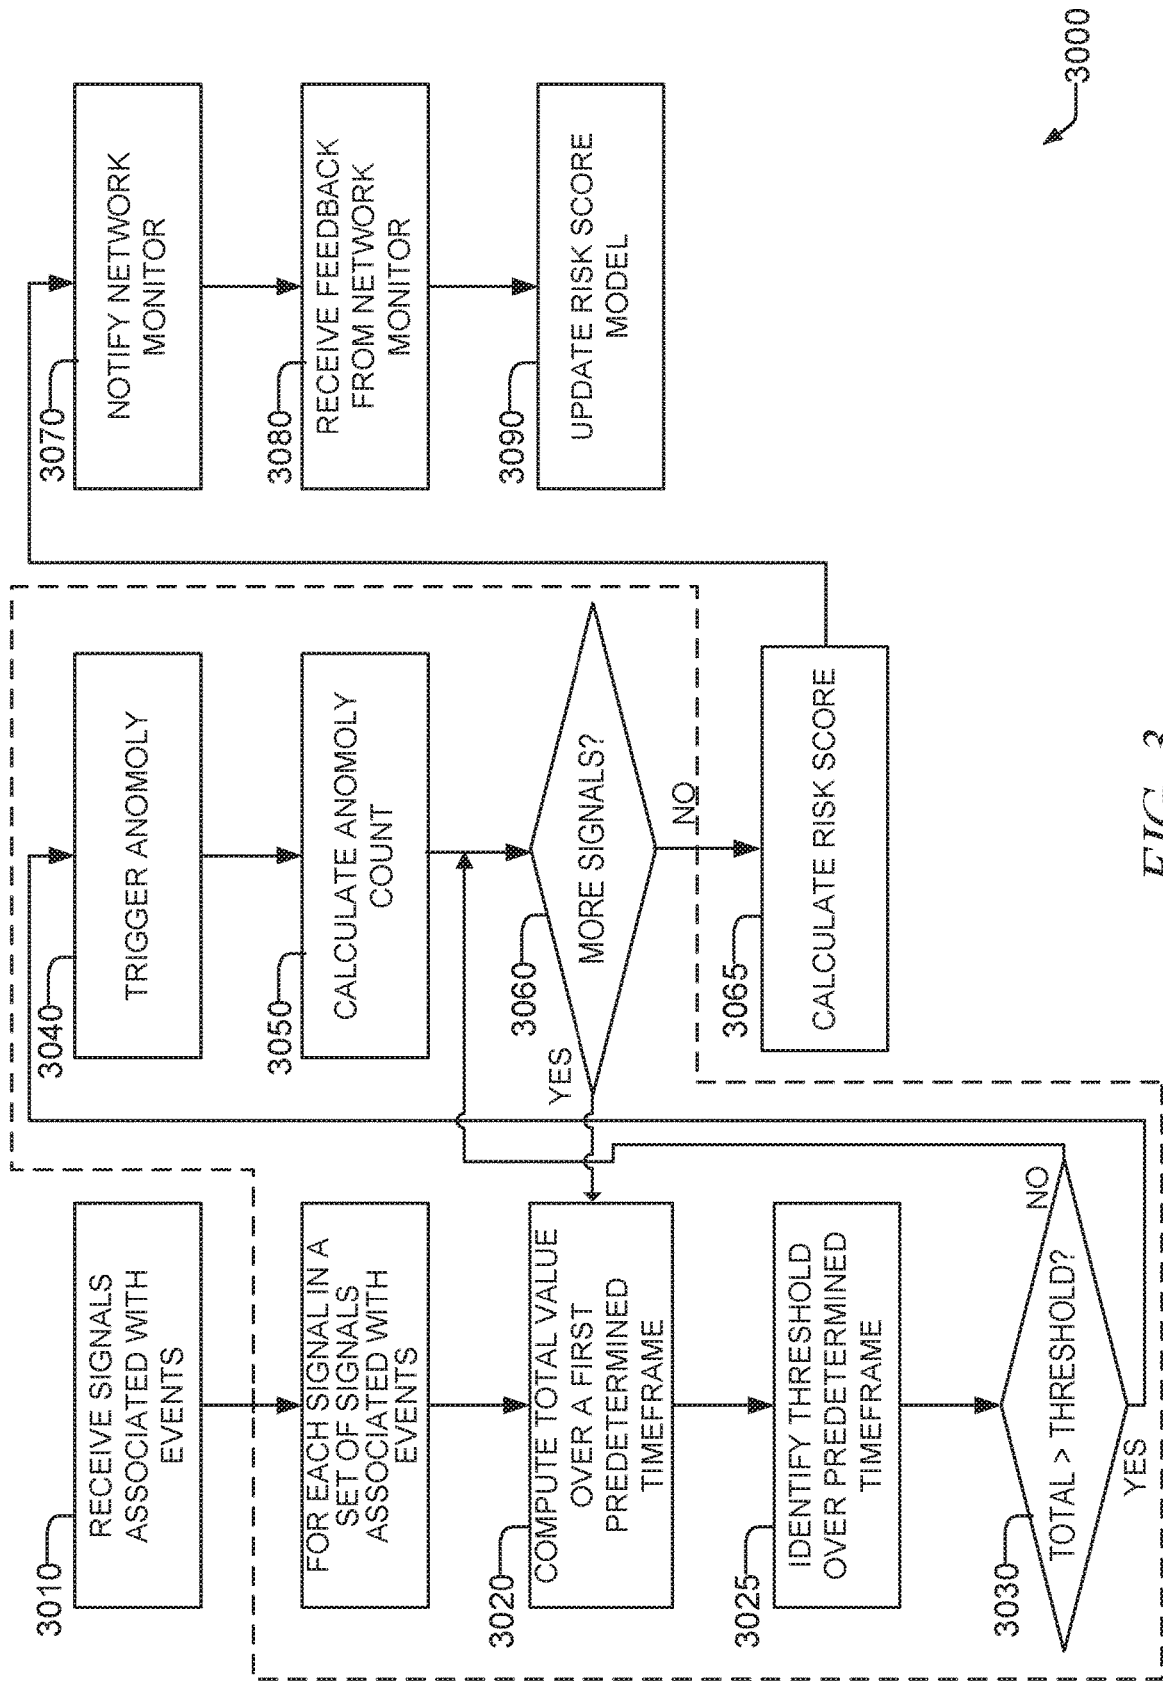 3010
RECEIVE SIGNALS
ASSOCIATED WITH
EVENTS
FOR EACH SIGNAL IN A
SET OF SIGNALS
ASSOCIATED WITH
EVENTS
3020
COMPUTE TOTAL VALUE
OVER A FIRST
PREDETERMINED
TIMEFRAME
3025
IDENTIFY THRESHOLD
OVER PREDETERMINED
TIMEFRAME
3030
TOTAL > THRESHOLD?
NO
YES
3040
TRIGGER ANOMOLY
3050
CALCULATE ANOMOLY
COUNT
3060
MORE SIGNALS?
YES
NO
3065
CALCULATE RISK SCORE
3070
NOTIFY NETWORK
MONITOR
3080
RECEIVE FEEDBACK
FROM NETWORK
MONITOR
3090
UPDATE RISK SCORE
MODEL
3000
FIG. 3